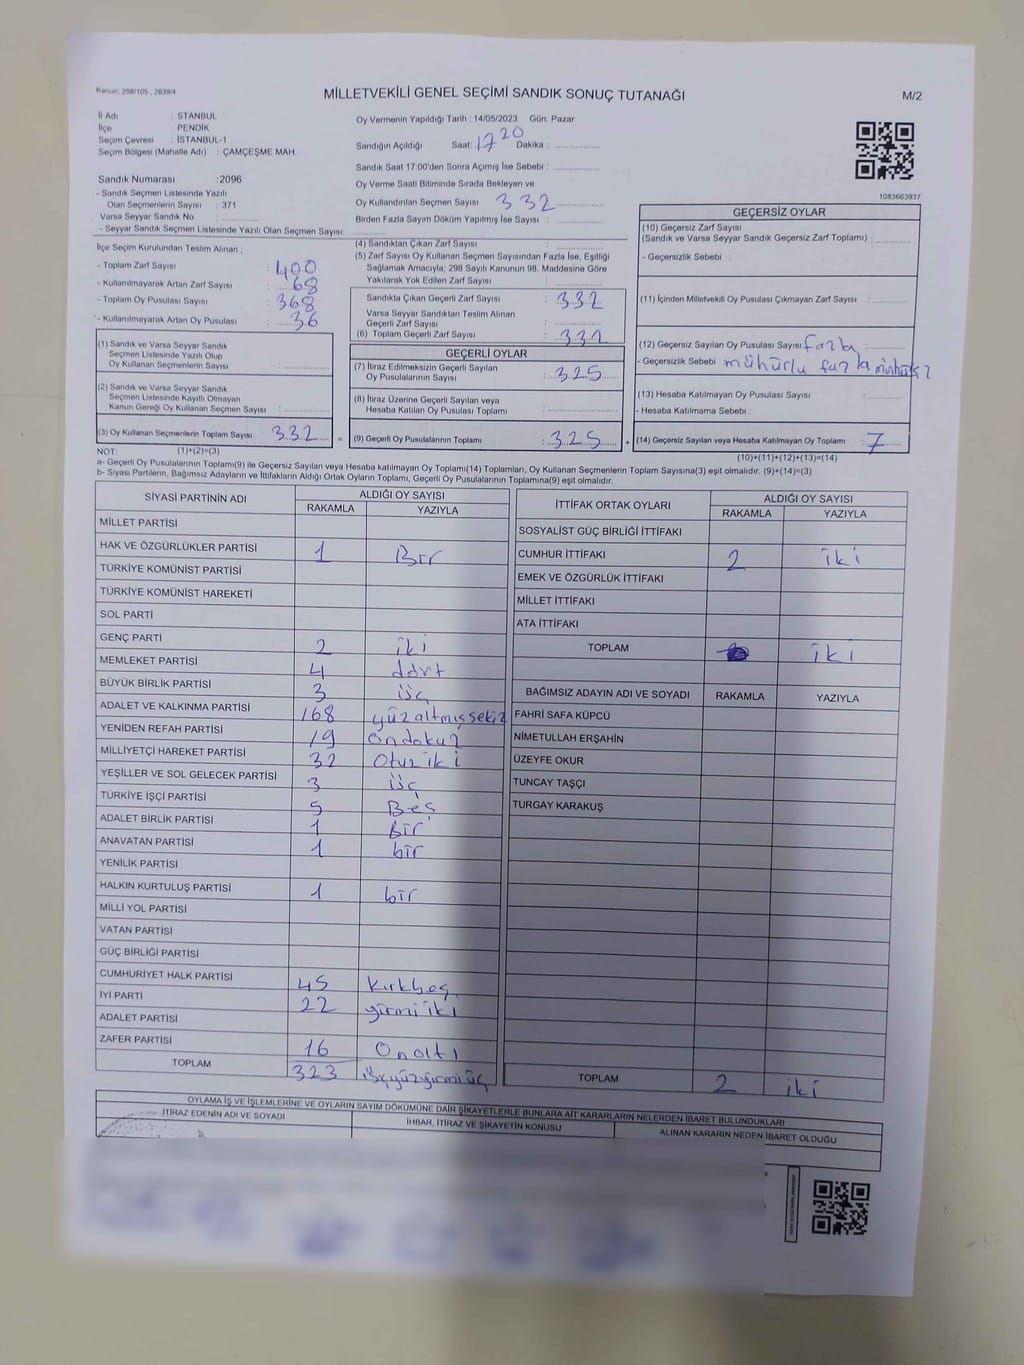 Kanun; 298/105 , 2839/4
MİLLETVEKİLİ GENEL SEÇİMİ SANDIK SONUÇ TUTANAĞI
M/2
İl Adı : STANBUL
İlçe : PENDİK
Seçim Çevresi : İSTANBUL-1
Seçim Bölgesi (Mahalle Adı) : ÇAMÇEŞME MAH.
Sandık Numarası : 2096
- Sandık Seçmen Listesinde Yazılı
Olan Seçmenlerin Sayısı : 371
Varsa Seyyar Sandık No :
- Seyyar Sandık Seçmen Listesinde Yazılı Olan Seçmen Sayısı:
Oy Vermenin Yapıldığı Tarih : 14/05/2023 Gün: Pazar
Sandığın Açıldığı Saat: 17 20 Dakika :
Sandık Saat 17:00'den Sonra Açımış İse Sebebi :
Oy Verme Saati Bitiminde Sırada Bekleyen ve
Oy Kullandırılan Seçmen Sayısı : 332
Birden Fazla Sayım Döküm Yapılmış İse Sayısı :
1083663937
İlçe Seçim Kurulundan Teslim Alınan :
- Toplam Zarf Sayısı : 400
- Kullanılmayarak Artan Zarf Sayısı : 68
- Toplam Oy Pusulası Sayısı : 368
- Kullanılmayarak Artan Oy Pusulası : 36
(4) Sandıktan Çıkan Zarf Sayısı :
(5) Zarf Sayısı Oy Kullanan Seçmen Sayısından Fazla İse, Eşitliği
Sağlamak Amacıyla; 298 Sayılı Kanunun 98. Maddesine Göre
Yakılarak Yok Edilen Zarf Sayısı :
Sandıkta Çıkan Geçerli Zarf Sayısı : 332
Varsa Seyyar Sandıktan Teslim Alınan
Geçerli Zarf Sayısı :
(6) Toplam Geçerli Zarf Sayısı : 332
GEÇERSİZ OYLAR
(10) Geçersiz Zarf Sayısı
(Sandık ve Varsa Seyyar Sandık Geçersiz Zarf Toplamı) :
- Geçersizlik Sebebi :
(11) İçinden Milletvekili Oy Pusulası Çıkmayan Zarf Sayısı :
(12) Geçersiz Sayılan Oy Pusulası Sayısı : fazla
- Geçersizlik Sebebi : mühürlu fazla
(13) Hesaba Katılmayan Oy Pusulası Sayısı :
- Hesaba Katılmama Sebebi :
(14) Geçersiz Sayılan veya Hesaba Katılmayan Oy Toplamı : 7
(10)+(11)+(12)+(13)=(14)
(1) Sandık ve Varsa Seyyar Sandık
Seçmen Listesinde Yazılı Olup
Oy Kullanan Seçmenlerin Sayısı :
(2) Sandık ve Varsa Seyyar Sandık
Seçmen Listesinde Kayıtlı Olmayan
Kanun Gereği Oy Kullanan Seçmen Sayısı :
(3) Oy Kullanan Seçmenlerin Toplam Sayısı : 332 =
(1)+(2)=(3)
GEÇERLİ OYLAR
(7) İtiraz Edilmeksizin Geçerli Sayılan
Oy Pusulalarının Sayısı : 325
(8) İtiraz Üzerine Geçerli Sayılan veya
Hesaba Katılan Oy Pusulası Toplamı :
(9) Geçerli Oy Pusulalarının Toplamı : 325 +
NOT:
a- Geçerli Oy Pusulalarının Toplamı(9) ile Geçersiz Sayılan veya Hesaba katılmayan Oy Toplamı(14) Toplamları, Oy Kullanan Seçmenlerin Toplam Sayısına(3) eşit olmalıdır. (9)+(14)=(3)
b- Siyasi Partilerin, Bağımsız Adayların ve İttifakların Aldığı Ortak Oyların Toplamı, Geçerli Oy Pusulalarının Toplamına(9) eşit olmalıdır.
SİYASİ PARTİNİN ADI ALDIĞI OY SAYISI
RAKAMLA YAZIYLA
MİLLET PARTİSİ
HAK VE ÖZGÜRLÜKLER PARTİSİ 1 Bir
TÜRKİYE KOMÜNİST PARTİSİ
TÜRKİYE KOMÜNİST HAREKETİ
SOL PARTİ
GENÇ PARTİ 2 iki
MEMLEKET PARTİSİ 4 dört
BÜYÜK BİRLİK PARTİSİ 3 üç
ADALET VE KALKINMA PARTİSİ 168 yüzaltmışsekiz
YENİDEN REFAH PARTİSİ 19 ondokuz
MİLLİYETÇİ HAREKET PARTİSİ 32 Otuziki
YEŞİLLER VE SOL GELECEK PARTİSİ 3 üç
TÜRKİYE İŞÇİ PARTİSİ 5 Beş
ADALET BİRLİK PARTİSİ 1 Bir
ANAVATAN PARTİSİ 1 bir
YENİLİK PARTİSİ
HALKIN KURTULUŞ PARTİSİ 1 bir
MİLLİ YOL PARTİSİ
VATAN PARTİSİ
GÜÇ BİRLİĞİ PARTİSİ
CUMHURİYET HALK PARTİSİ 45 kırkbeş
İYİ PARTİ 22 yirmiiki
ADALET PARTİSİ
ZAFER PARTİSİ 16 Onaltı
TOPLAM 323 üçyüzyirmiüç
İTTİFAK ORTAK OYLARI ALDIĞI OY SAYISI
RAKAMLA YAZIYLA
SOSYALİST GÜÇ BİRLİĞİ İTTİFAKI
CUMHUR İTTİFAKI 2 iki
EMEK VE ÖZGÜRLÜK İTTİFAKI
MİLLET İTTİFAKI
ATA İTTİFAKI
TOPLAM iki
BAĞIMSIZ ADAYIN ADI VE SOYADI RAKAMLA YAZIYLA
FAHRİ SAFA KÜPCÜ
NİMETULLAH ERŞAHİN
ÜZEYFE OKUR
TUNCAY TAŞÇI
TURGAY KARAKUŞ
TOPLAM 2 iki
OYLAMA İŞ VE İŞLEMLERİNE VE OYLARIN SAYIM DÖKÜMÜNE DAİR ŞİKAYETLERLE BUNLARA AİT KARARLARIN NELERDEN İBARET BULUNDUKLARI
İTİRAZ EDENİN ADI VE SOYADI İHBAR, İTİRAZ VE ŞİKAYETİN KONUSU ALINAN KARARIN NEDEN İBARET OLDUĞU